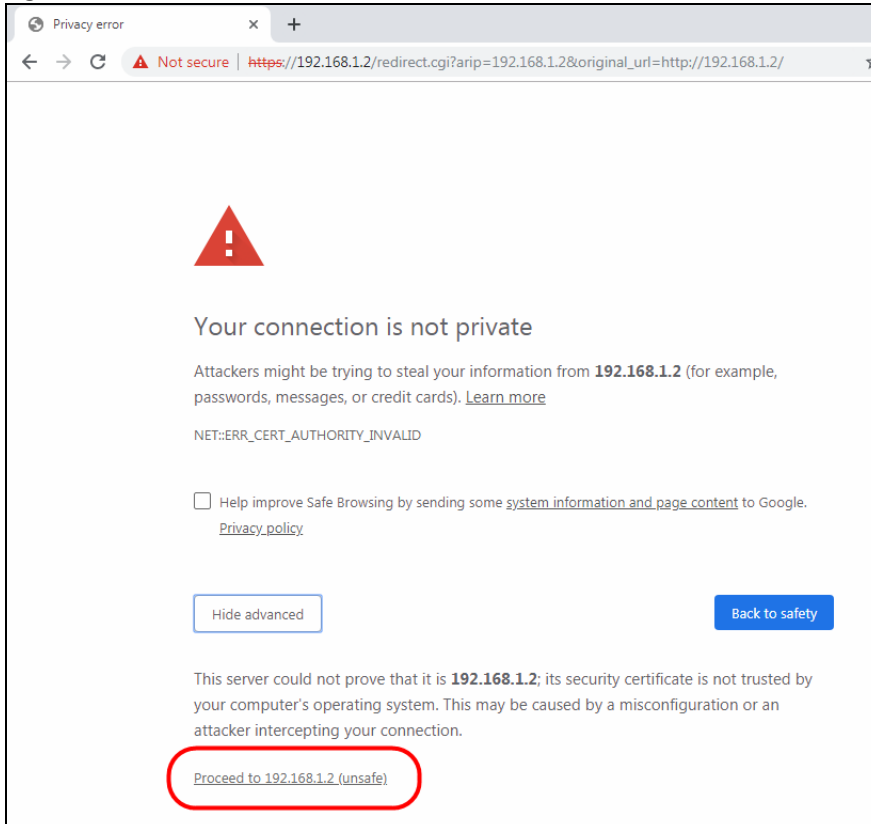 Privacy error
Not secure | https://192.168.1.2/redirect.cgi?arip=192.168.1.2&original_url=http://192.168.1.2/
Your connection is not private
Attackers might be trying to steal your information from 192.168.1.2 (for example,
passwords, messages, or credit cards). Learn more
NET::ERR_CERT_AUTHORITY_INVALID
Help improve Safe Browsing by sending some system information and page content to Google.
Privacy policy
Hide advanced
Back to safety
This server could not prove that it is 192.168.1.2; its security certificate is not trusted by
your computer's operating system. This may be caused by a misconfiguration or an
attacker intercepting your connection.
Proceed to 192.168.1.2 (unsafe)